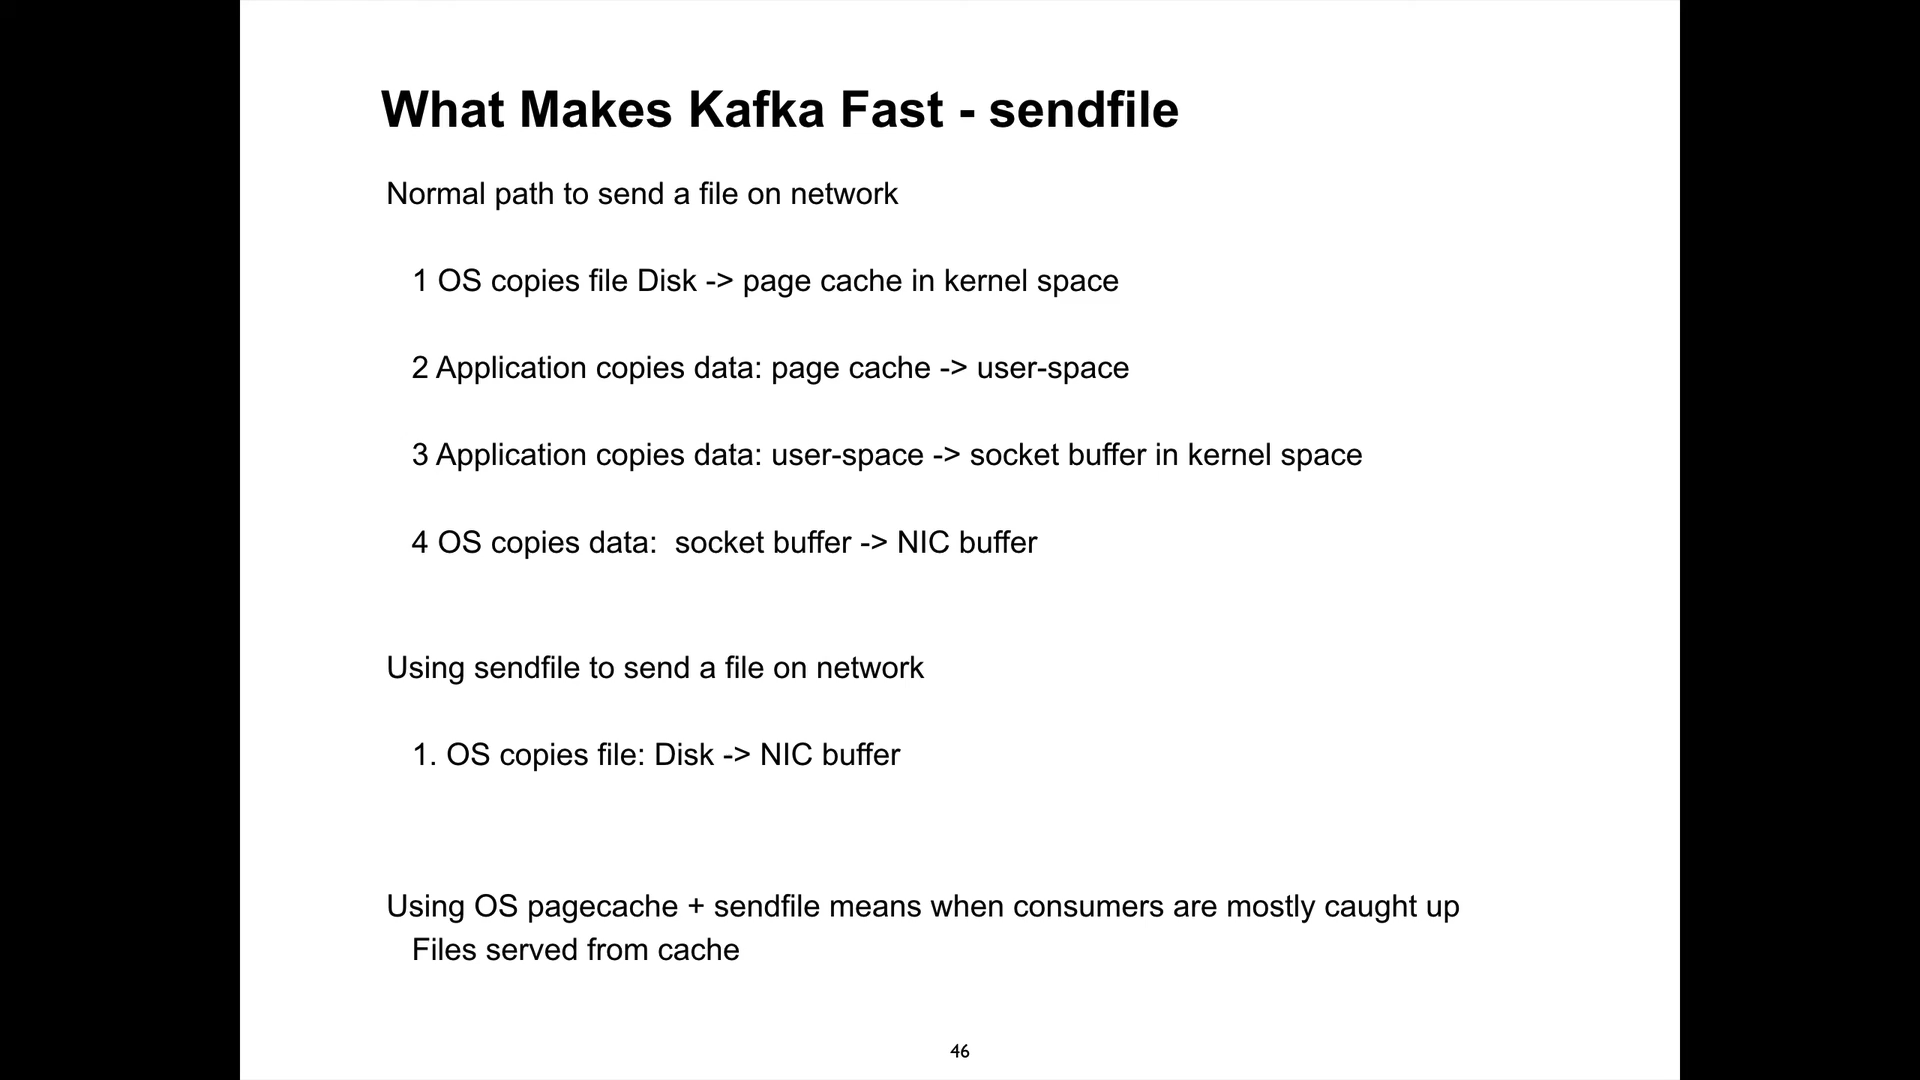 What Makes Kafka Fast - sendfile
Normal path to send a file on network
1 OS copies file Disk -> page cache in kernel space
2 Application copies data: page cache -> user-space
3 Application copies data: user-space -> socket buffer in kernel space
4 OS copies data:  socket buffer -> NIC buffer
Using sendfile to send a file on network
1. OS copies file: Disk -> NIC buffer
Using OS pagecache + sendfile means when consumers are mostly caught up
Files served from cache
46